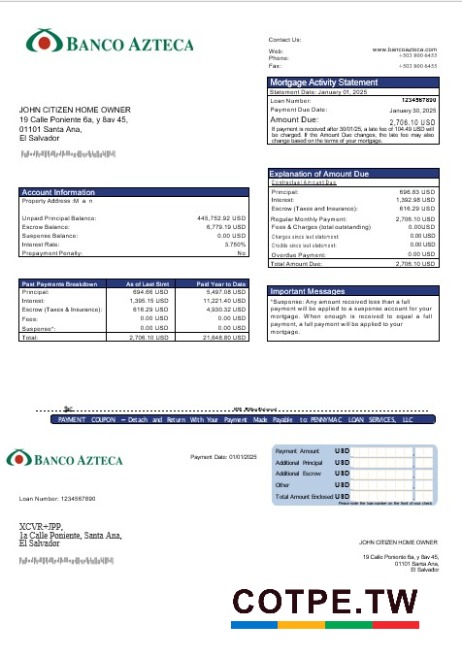 BANCO AZTECA
Contact Us:
Web: www.bancoazteca.com
Phone: +503 900 6455
Fax: +503 900 6455
Mortgage Activity Statement
Statement Date: January 01, 2025
Loan Number: 1234567890
Payment Due Date: January 30, 2025
Amount Due: 2,706.10 USD
If payment is received after 30/01/25, a late fee of 104.49 USD will
be charged. If the Amount Due Changes, the late fee may also
change based on the terms of your mortgage.
JOHN CITIZEN HOME OWNER
19 Calle Poniente 6a, y 8av 45,
01101 Santa Ana,
El Salvador
Account Information
Property Address
Unpaid Principal Balance: 445,752.92 USD
Escrow Balance: 6,779.19 USD
Suspense Balance: 0.00 USD
Interest Rate: 3.750%
Prepayment Penalty: No
Explanation of Amount Due
Contractual Amount Due
Principal: 696.83 USD
Interest: 1,392.98 USD
Escrow (Taxes and Insurance): 616.29 USD
Regular Monthly Payment: 2,706.10 USD
Fees & Charges (total outstanding) 0.00USD
Charges since last statement: 0.00 USD
Credits since last statement: 0.00 USD
Overdue Payment: 0.00 USD
Total Amount Due: 2,706.10 USD
Past Payments Breakdown As of Last Stmt Paid Year to Date
Principal: 694.66 USD 5,497.08 USD
Interest: 1,395.15 USD 11,221.40 USD
Escrow (Taxes & Insurance): 616.29 USD 4,930.32 USD
Fees: 0.00 USD 0.00 USD
Suspense*: 0.00 USD 0.00 USD
Total: 2,706.10 USD 21,648.80 USD
Important Messages
*Suspense: Any amount received less than a full
payment will be applied to a suspense account for your
mortgage. When enough is received to equal a full
payment, a full payment will be applied to your
mortgage.
PAYMENT COUPON – Detach and Return With Your Payment Made Payable to PENNYMAC LOAN SERVICES, LLC
BANCO AZTECA
Payment Date: 01/01/2025
Payment Amount USD
Additional Principal USD
Additional Escrow USD
Other USD
Total Amount Enclosed USD
Please write the loan number on the front of your check.
Loan Number: 1234567890
XCVR+JPP,
1a Calle Poniente, Santa Ana,
El Salvador
JOHN CITIZEN HOME OWNER
19 Calle Poniente 6a, y 8av 45,
01101 Santa Ana,
El Salvador
COTPE.TW